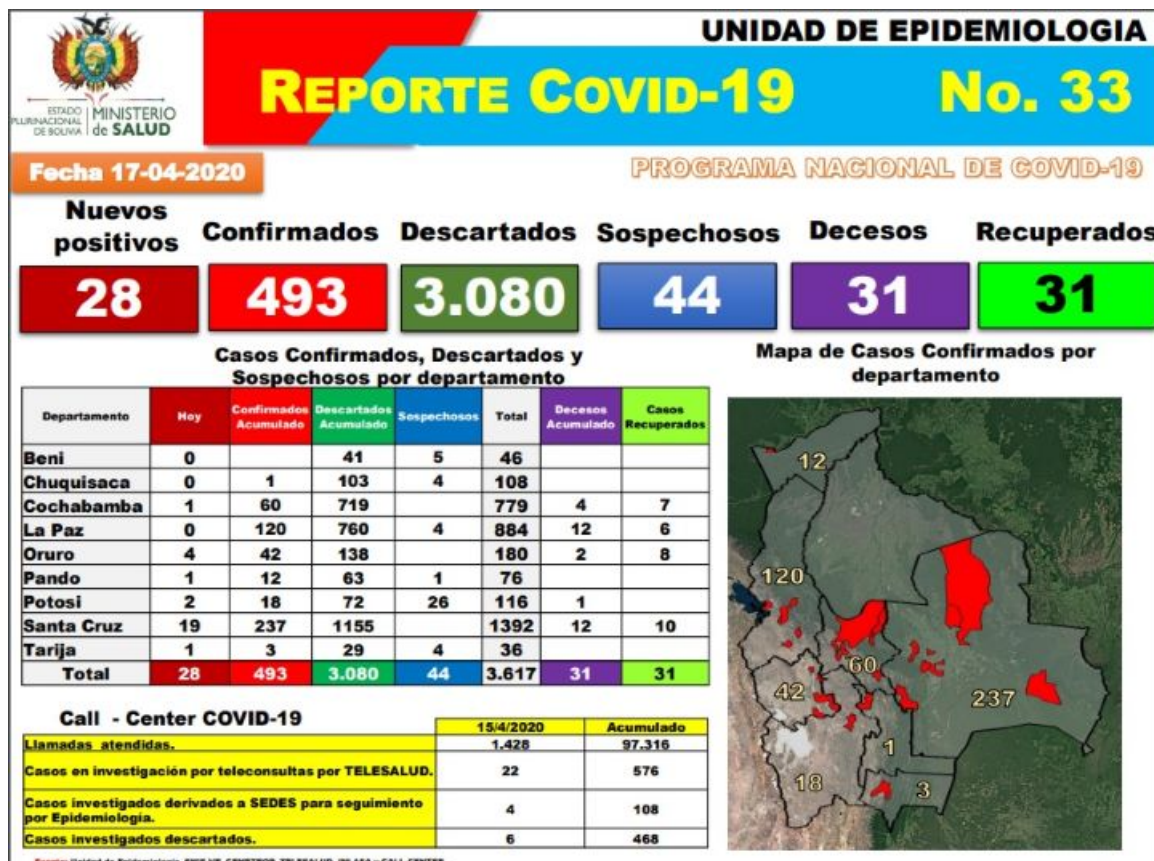 UNIDAD DE EPIDEMIOLOGIA
REPORTE COVID-19 No. 33
ESTADO PLURINACIONAL DE BOLIVIA
MINISTERIO de SALUD
Fecha 17-04-2020
PROGRAMA NACIONAL DE COVID-19
Nuevos positivos Confirmados Descartados Sospechosos Decesos Recuperados
28 493 3.080 44 31 31
Casos Confirmados, Descartados y
Sospechosos por departamento
Departamento Hoy Confirmados Acumulado Descartados Acumulado Sospechosos Total Decesos Acumulado Casos Recuperados
Beni 0 41 5 46
Chuquisaca 0 1 103 4 108
Cochabamba 1 60 719 779 4 7
La Paz 0 120 760 4 884 12 6
Oruro 4 42 138 180 2 8
Pando 1 12 63 1 76
Potosi 2 18 72 26 116 1
Santa Cruz 19 237 1155 1392 12 10
Tarija 1 3 29 4 36
Total 28 493 3.080 44 3.617 31 31
Mapa de Casos Confirmados por
departamento
12
120
60
42
237
1
18
3
Call - Center COVID-19
15/4/2020 Acumulado
Llamadas atendidas. 1.428 97.316
Casos en investigación por teleconsultas por TELESALUD. 22 576
Casos investigados derivados a SEDES para seguimiento
por Epidemiología. 4 108
Casos investigados descartados. 6 468